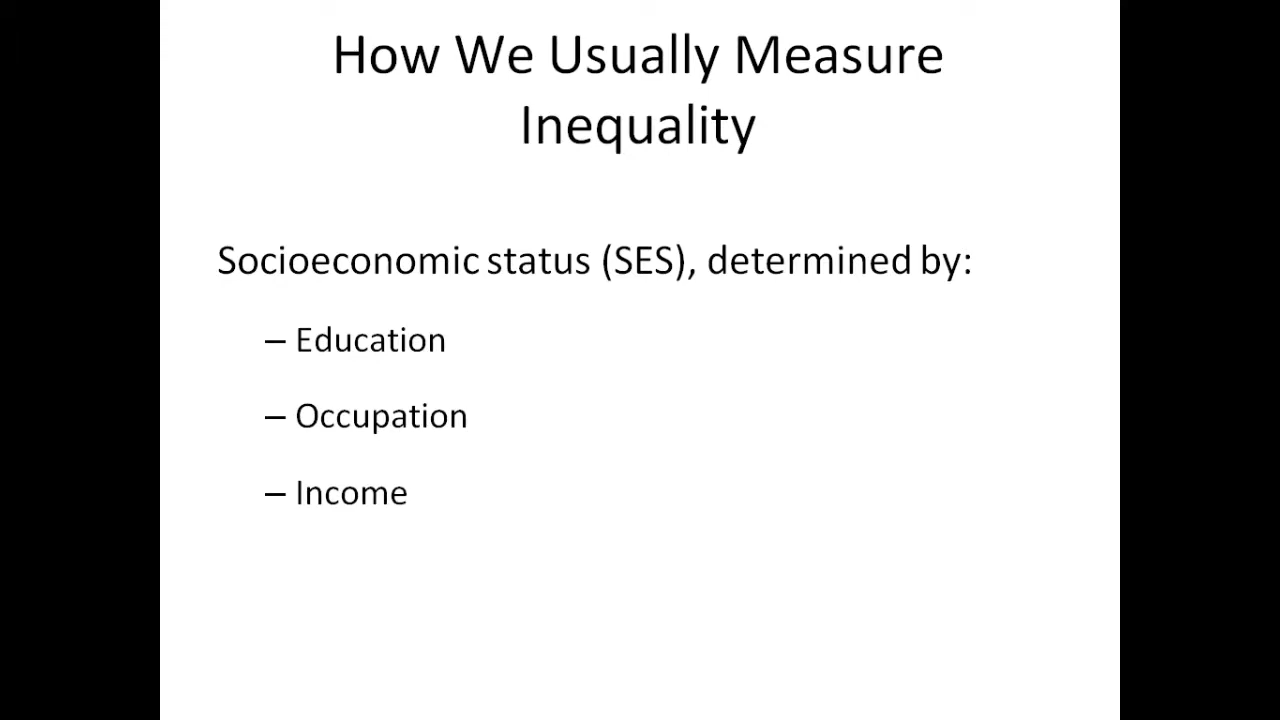 How We Usually Measure
Inequality
Socioeconomic status (SES), determined by:
– Education
– Occupation
– Income